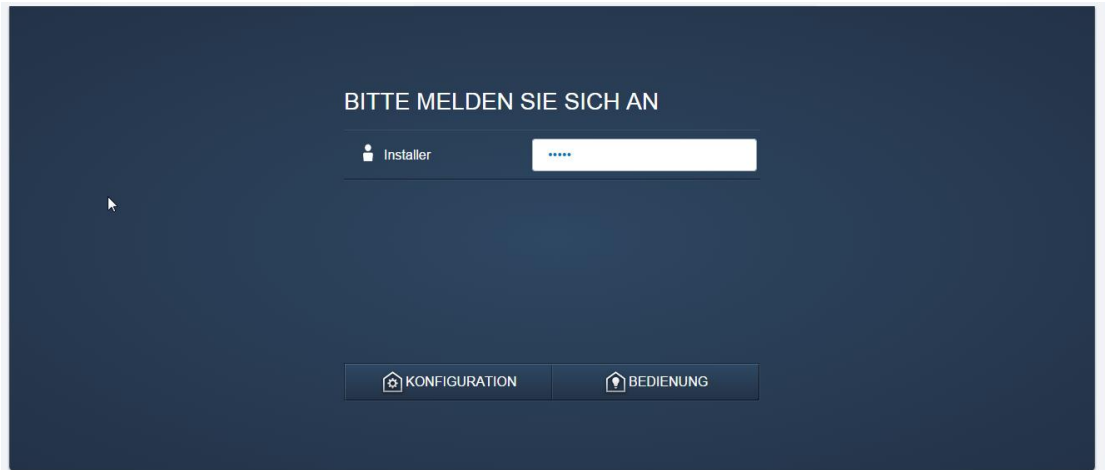 BITTE MELDEN SIE SICH AN
Installer •••••
KONFIGURATION BEDIENUNG